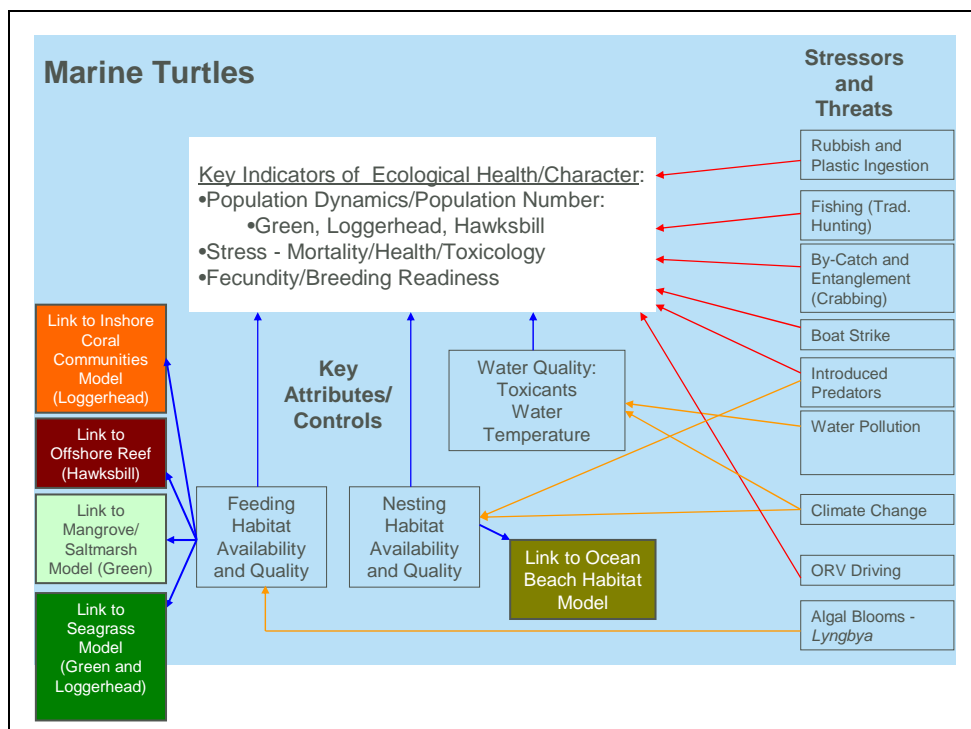 Marine Turtles
Stressors
and
Threats
Key Indicators of Ecological Health/Character:
•Population Dynamics/Population Number:
•Green, Loggerhead, Hawksbill
•Stress - Mortality/Health/Toxicology
•Fecundity/Breeding Readiness
Rubbish and
Plastic Ingestion
Fishing (Trad.
Hunting)
By-Catch and
Entanglement
(Crabbing)
Boat Strike
Introduced
Predators
Water Pollution
Climate Change
ORV Driving
Algal Blooms -
Lyngbya
Key
Attributes/
Controls
Water Quality:
Toxicants
Water
Temperature
Link to Inshore
Coral
Communities
Model
(Loggerhead)
Link to
Offshore Reef
(Hawksbill)
Link to
Mangrove/
Saltmarsh
Model (Green)
Link to
Seagrass
Model
(Green and
Loggerhead)
Feeding
Habitat
Availability
and Quality
Nesting
Habitat
Availability
and Quality
Link to Ocean
Beach Habitat
Model